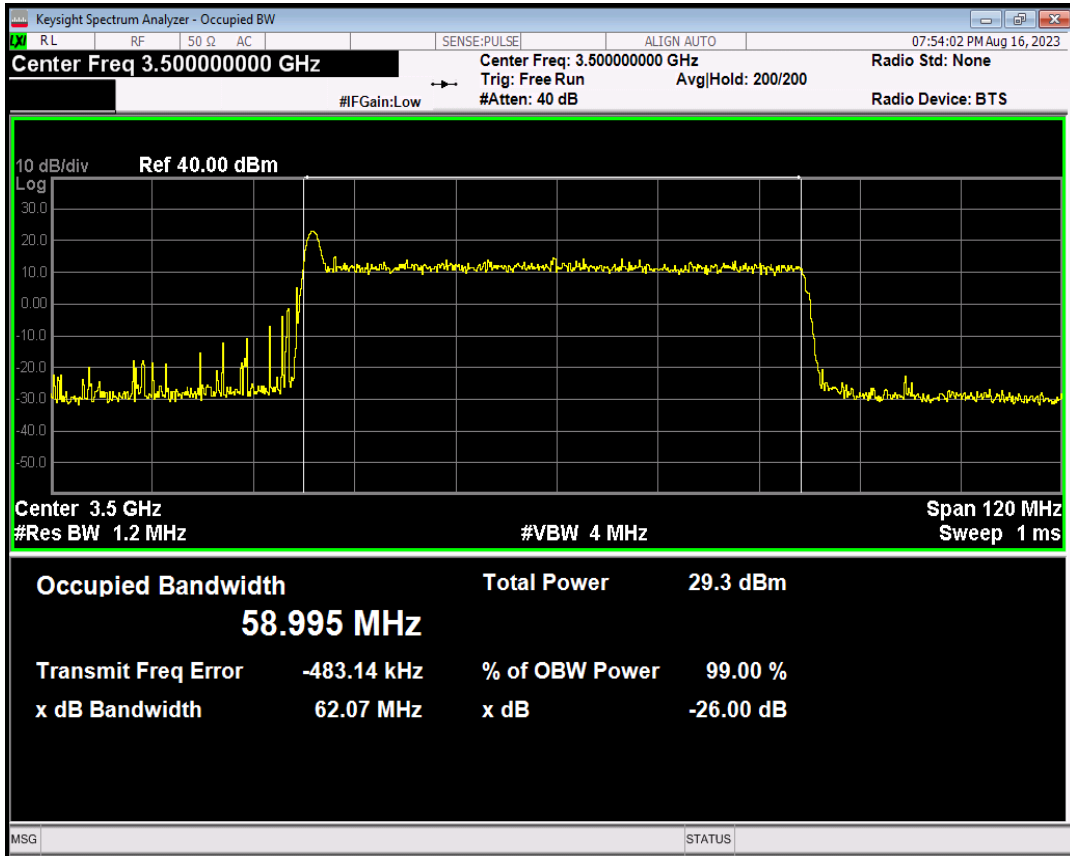 Keysight Spectrum Analyzer - Occupied BW
LXI RL RF 50 Ω AC SENSE:PULSE ALIGN AUTO 07:54:02 PM Aug 16, 2023
Center Freq 3.500000000 GHz
Center Freq: 3.500000000 GHz Radio Std: None
Trig: Free Run Avg|Hold: 200/200
#IFGain:Low #Atten: 40 dB Radio Device: BTS
10 dB/div Ref 40.00 dBm
Log
30.0
20.0
10.0
0.00
-10.0
-20.0
-30.0
-40.0
-50.0
Center 3.5 GHz Span 120 MHz
#Res BW 1.2 MHz #VBW 4 MHz Sweep 1 ms
Occupied Bandwidth Total Power 29.3 dBm
58.995 MHz
Transmit Freq Error -483.14 kHz % of OBW Power 99.00 %
x dB Bandwidth 62.07 MHz x dB -26.00 dB
MSG STATUS